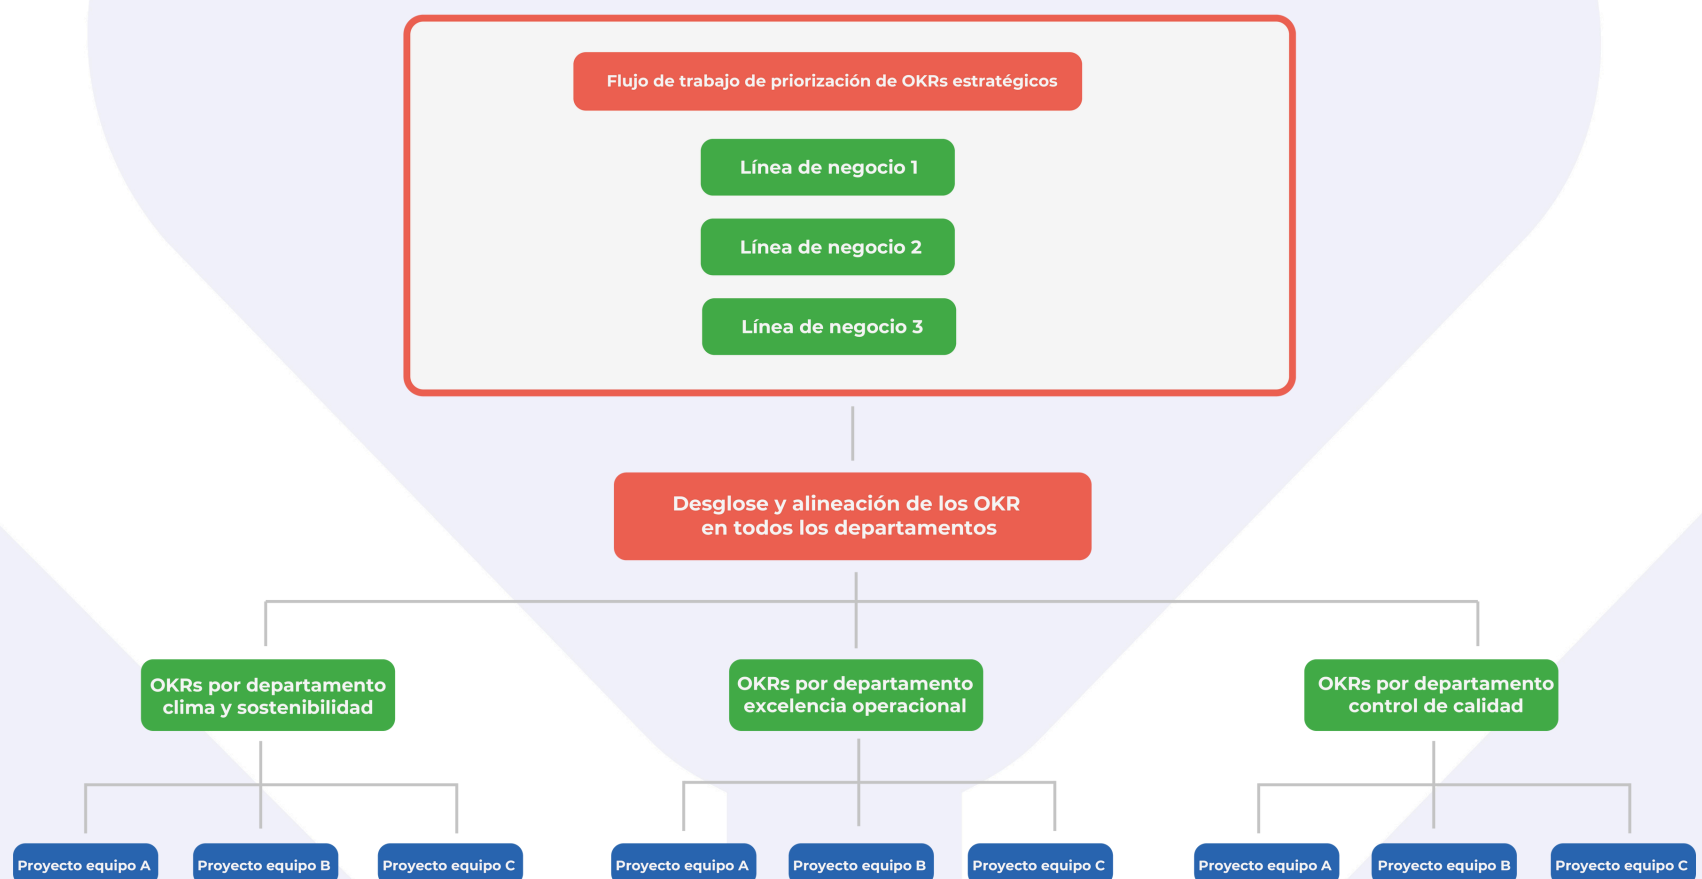 Flujo de trabajo de priorización de OKRs estratégicos
Línea de negocio 1
Línea de negocio 2
Línea de negocio 3
Desglose y alineación de los OKR
en todos los departamentos
OKRs por departamento
clima y sostenibilidad
OKRs por departamento
excelencia operacional
OKRs por departamento
control de calidad
Proyecto equipo A
Proyecto equipo B
Proyecto equipo C
Proyecto equipo A
Proyecto equipo B
Proyecto equipo C
Proyecto equipo A
Proyecto equipo B
Proyecto equipo C